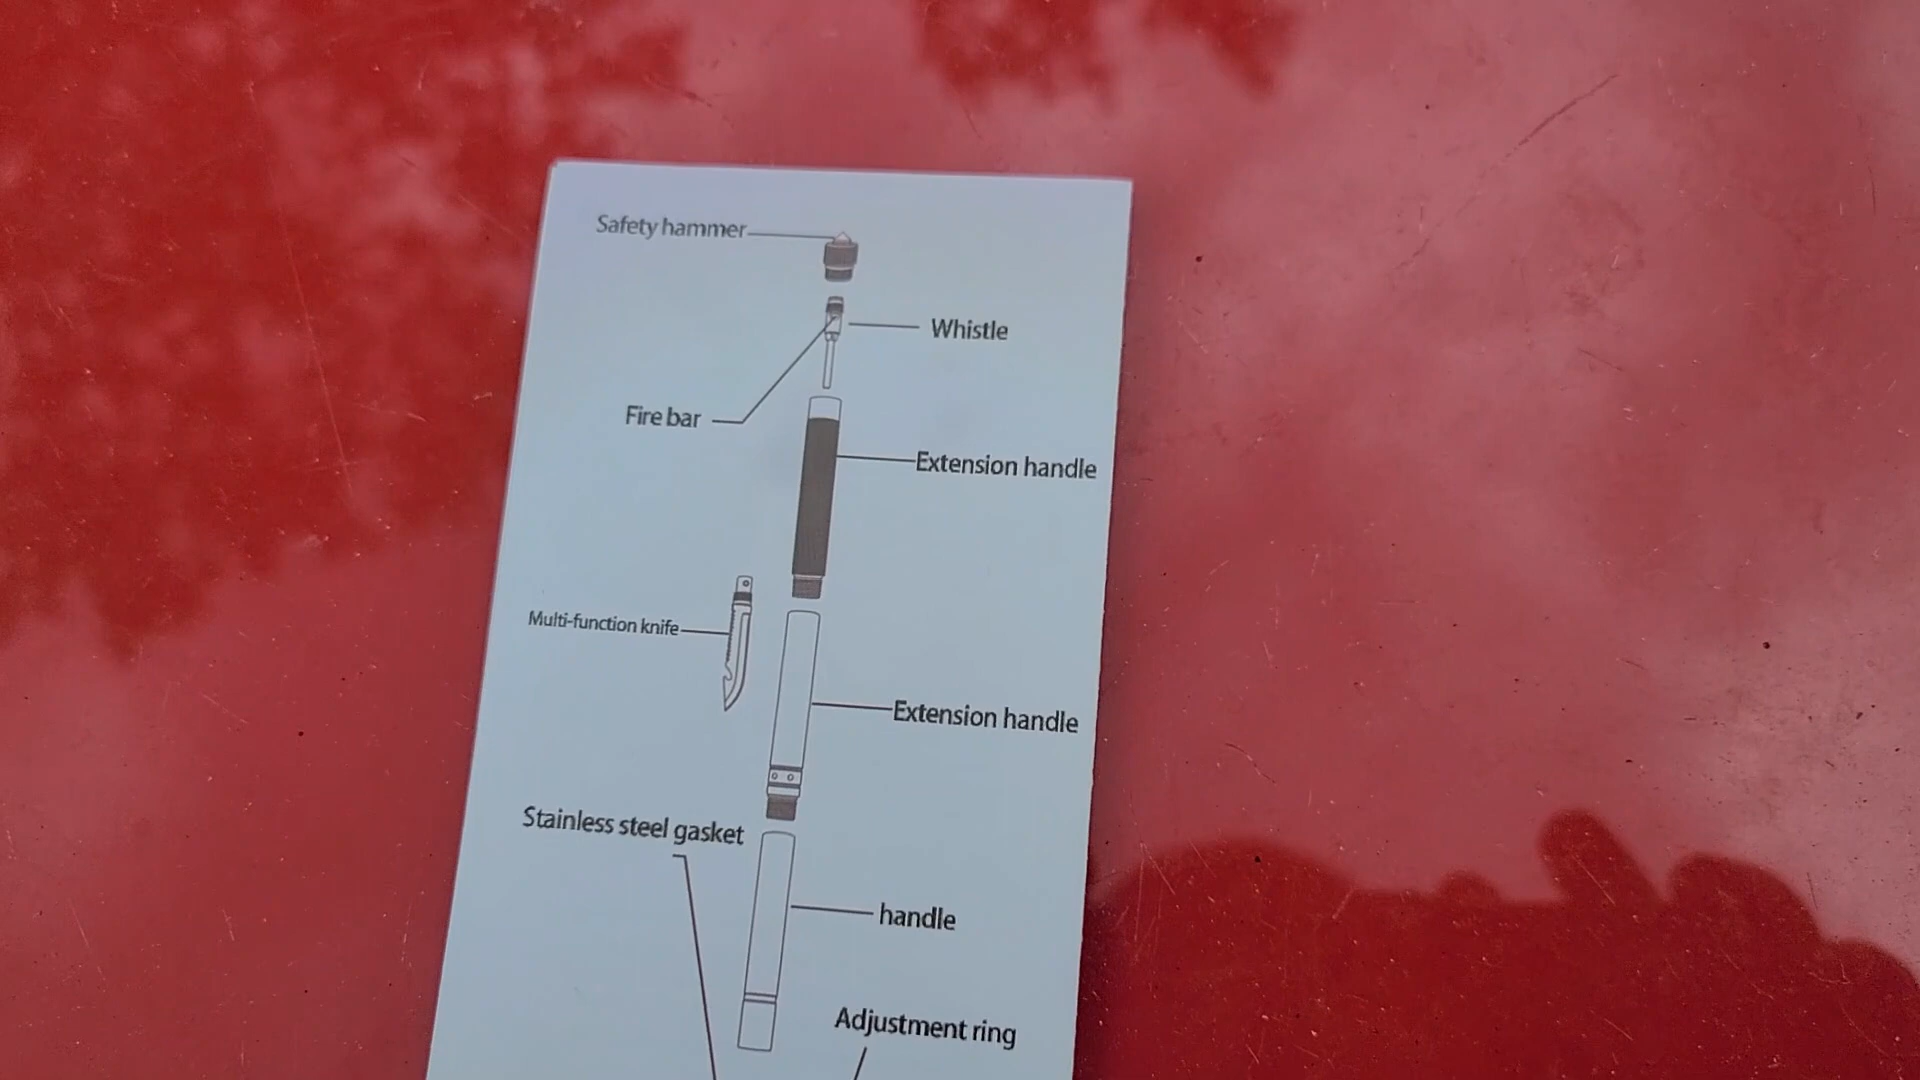 Safety hammer
Whistle
Fire bar
Extension handle
Multi-function knife
Extension handle
Stainless steel gasket
handle
Adjustment ring